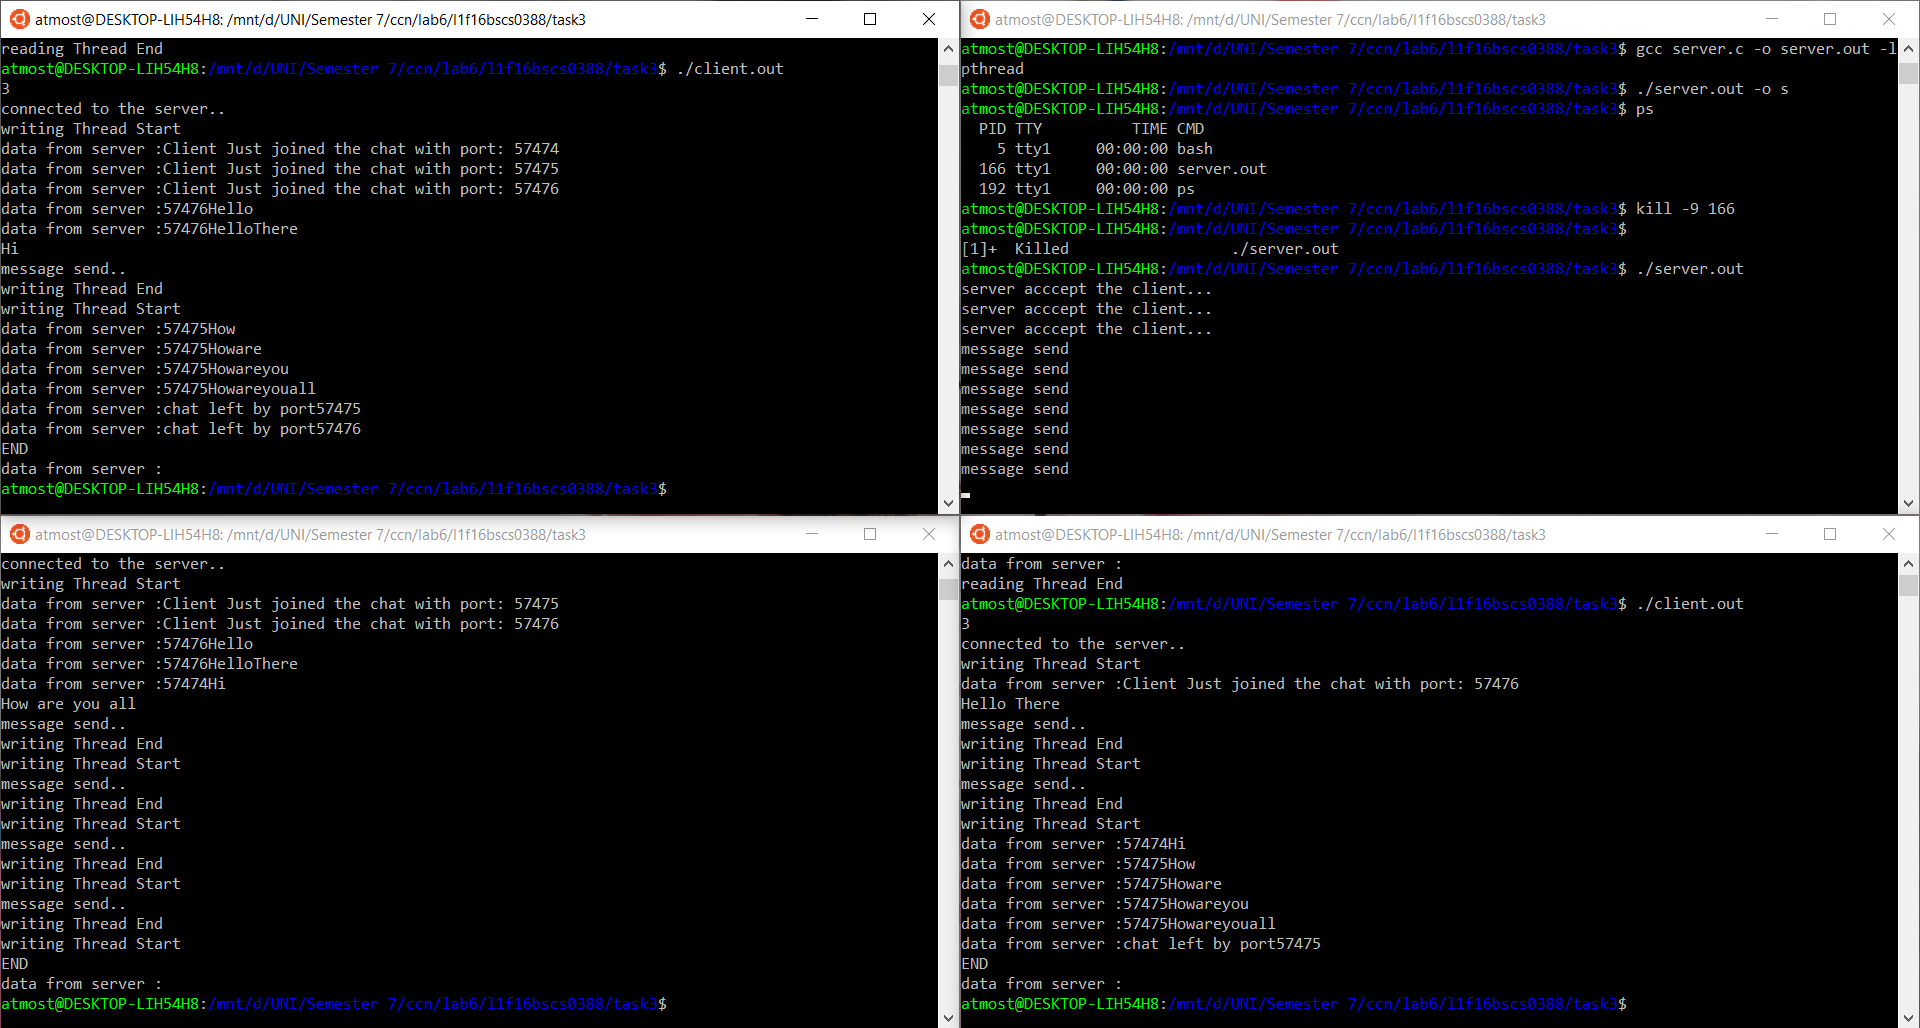 atmost@DESKTOP-LIH54H8: /mnt/d/UNI/Semester 7/ccn/lab6/l1f16bscs0388/task3
reading Thread End
atmost@DESKTOP-LIH54H8:/mnt/d/UNI/Semester 7/ccn/lab6/l1f16bscs0388/task3$ ./client.out
3
connected to the server..
writing Thread Start
data from server :Client Just joined the chat with port: 57474
data from server :Client Just joined the chat with port: 57475
data from server :Client Just joined the chat with port: 57476
data from server :57476Hello
data from server :57476HelloThere
Hi
message send..
writing Thread End
writing Thread Start
data from server :57475How
data from server :57475Howare
data from server :57475Howareyou
data from server :57475Howareyouall
data from server :chat left by port57475
data from server :chat left by port57476
END
data from server :
atmost@DESKTOP-LIH54H8:/mnt/d/UNI/Semester 7/ccn/lab6/l1f16bscs0388/task3$
atmost@DESKTOP-LIH54H8: /mnt/d/UNI/Semester 7/ccn/lab6/l1f16bscs0388/task3
atmost@DESKTOP-LIH54H8:/mnt/d/UNI/Semester 7/ccn/lab6/l1f16bscs0388/task3$ gcc server.c -o server.out -l
pthread
atmost@DESKTOP-LIH54H8:/mnt/d/UNI/Semester 7/ccn/lab6/l1f16bscs0388/task3$ ./server.out -o s
atmost@DESKTOP-LIH54H8:/mnt/d/UNI/Semester 7/ccn/lab6/l1f16bscs0388/task3$ ps
  PID TTY          TIME CMD
    5 tty1     00:00:00 bash
  166 tty1     00:00:00 server.out
  192 tty1     00:00:00 ps
atmost@DESKTOP-LIH54H8:/mnt/d/UNI/Semester 7/ccn/lab6/l1f16bscs0388/task3$ kill -9 166
atmost@DESKTOP-LIH54H8:/mnt/d/UNI/Semester 7/ccn/lab6/l1f16bscs0388/task3$
[1]+  Killed                  ./server.out
atmost@DESKTOP-LIH54H8:/mnt/d/UNI/Semester 7/ccn/lab6/l1f16bscs0388/task3$ ./server.out
server acccept the client...
server acccept the client...
server acccept the client...
message send
message send
message send
message send
message send
message send
message send
atmost@DESKTOP-LIH54H8: /mnt/d/UNI/Semester 7/ccn/lab6/l1f16bscs0388/task3
connected to the server..
writing Thread Start
data from server :Client Just joined the chat with port: 57475
data from server :Client Just joined the chat with port: 57476
data from server :57476Hello
data from server :57476HelloThere
data from server :57474Hi
How are you all
message send..
writing Thread End
writing Thread Start
message send..
writing Thread End
writing Thread Start
message send..
writing Thread End
writing Thread Start
message send..
writing Thread End
writing Thread Start
END
data from server :
atmost@DESKTOP-LIH54H8:/mnt/d/UNI/Semester 7/ccn/lab6/l1f16bscs0388/task3$
atmost@DESKTOP-LIH54H8: /mnt/d/UNI/Semester 7/ccn/lab6/l1f16bscs0388/task3
data from server :
reading Thread End
atmost@DESKTOP-LIH54H8:/mnt/d/UNI/Semester 7/ccn/lab6/l1f16bscs0388/task3$ ./client.out
3
connected to the server..
writing Thread Start
data from server :Client Just joined the chat with port: 57476
Hello There
message send..
writing Thread End
writing Thread Start
message send..
writing Thread End
writing Thread Start
data from server :57474Hi
data from server :57475How
data from server :57475Howare
data from server :57475Howareyou
data from server :57475Howareyouall
data from server :chat left by port57475
END
data from server :
atmost@DESKTOP-LIH54H8:/mnt/d/UNI/Semester 7/ccn/lab6/l1f16bscs0388/task3$